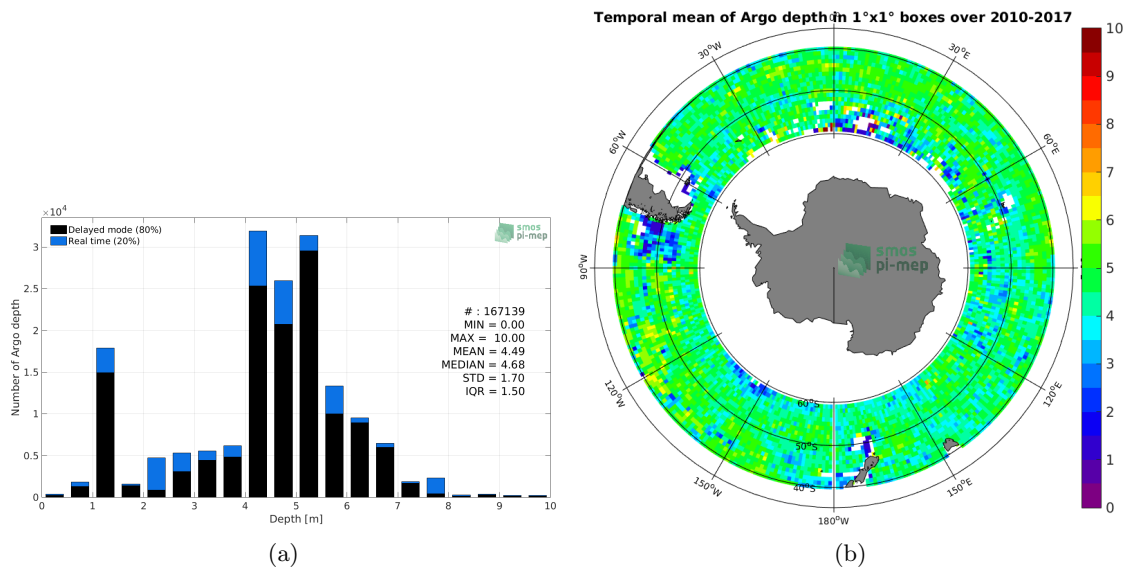 ×10⁴
Delayed mode (80%)
Real time (20%)
smos
pi-mep
# : 167139
MIN = 0.00
MAX = 10.00
MEAN = 4.49
MEDIAN = 4.68
STD = 1.70
IQR = 1.50
Number of Argo depth
3
2.5
2
1.5
1
0.5
0
0 1 2 3 4 5 6 7 8 9 10
Depth [m]
(a)
Temporal mean of Argo depth in 1°x1° boxes over 2010-2017
30°W
30°E
60°W
60°E
90°W
120°W
120°E
150°W
150°E
180°W
60°S
50°S
40°S
smos
pi-mep
10
9
8
7
6
5
4
3
2
1
0
(b)